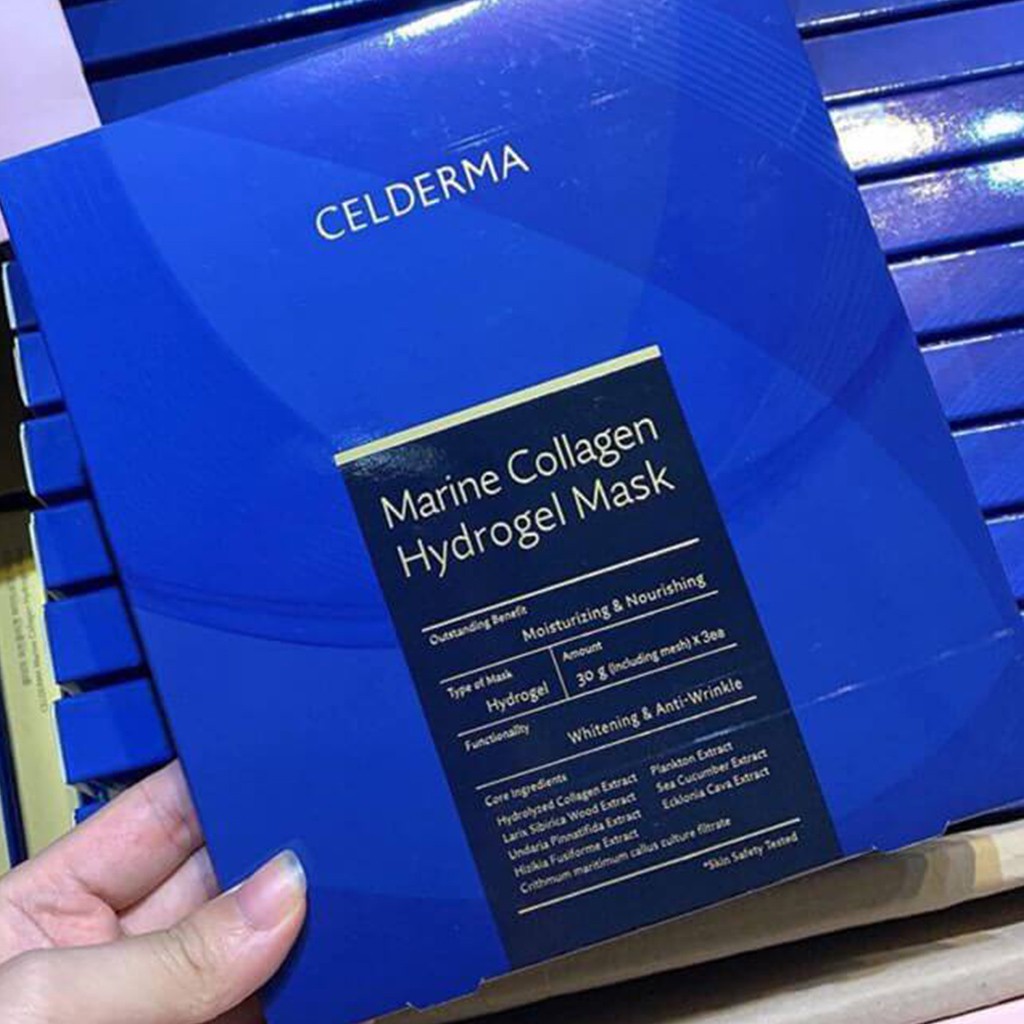 CELDERMA
Marine Collagen
Hydrogel Mask
Outstanding Benefit
Moisturizing & Nourishing
Type of Mask
Hydrogel
Amount
30 g (including mesh) X 3ea
Functionality
Whitening & Anti-Wrinkle
Core Ingredients
Hydrolyzed Collagen Extract
Larix Sibirica Wood Extract
Undaria Pinnatifida Extract
Hizikia Fusiforme Extract
Crithmum maritimum callus culture filtrate
Plankton Extract
Sea Cucumber Extract
Ecklonia Cava Extract
*Skin Safety Tested